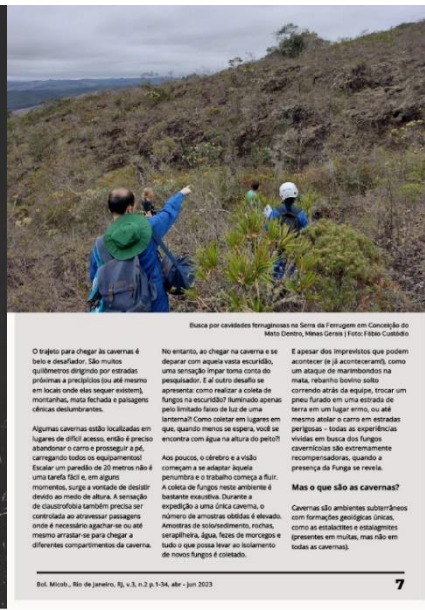 Busca por cavidades ferruginosas na Serra da Ferrugem em Conceição do
Mato Dentro, Minas Gerais | Foto: Fábio Custódio
O trajeto para chegar às cavernas é
belo e desafiador. São muitos
quilômetros dirigindo por estradas
próximas a precipícios (ou até mesmo
em locais onde elas sequer existem),
montanhas, mata fechada e paisagens
cênicas deslumbrantes.
Algumas cavernas estão localizadas em
lugares de difícil acesso, então é preciso
abandonar o carro e prosseguir a pé,
carregando todos os equipamentos!
Escalar um paredão de 20 metros não é
uma tarefa fácil e, em alguns
momentos, surge a vontade de desistir
devido ao medo de altura. A sensação
de claustrofobia também precisa ser
controlada ao atravessar passagens
onde é necessário agachar-se ou até
mesmo arrastar-se para chegar a
diferentes compartimentos da caverna.
No entanto, ao chegar na caverna e se
deparar com aquela vasta escuridão,
uma sensação ímpar toma conta do
pesquisador. E aí outro desafio se
apresenta: como realizar a coleta de
fungos na escuridão? Iluminado apenas
pelo limitado faixo de luz de uma
lanterna?! Como coletar em lugares em
que, quando menos se espera, você se
encontra com água na altura do peito?!
Aos poucos, o cérebro e a visão
começam a se adaptar àquela
penumbra e o trabalho começa a fluir.
A coleta de fungos neste ambiente é
bastante exaustiva. Durante a
expedição a uma única caverna, o
número de amostras obtidas é elevado.
Amostras de solo/sedimento, rochas,
serapilheira, água, fezes de morcegos e
tudo o que possa levar ao isolamento
de novos fungos é coletado.
E apesar dos imprevistos que podem
acontecer (e já aconteceram!), como
um ataque de marimbondos na
mata, rebanho bovino solto
correndo atrás da equipe, trocar um
pneu furado em uma estrada de
terra em um lugar ermo, ou até
mesmo atolar o carro em estradas
perigosas – todas as experiências
vividas em busca dos fungos
cavernícolas são extremamente
recompensadoras, quando a
presença da Funga se revela.
Mas o que são as cavernas?
Cavernas são ambientes subterrâneos
com formações geológicas únicas,
como as estalactites e estalagmites
(presentes em muitas, mas não em
todas as cavernas).
Bol. Micob., Rio de Janeiro, RJ, v.3, n.2 p.1-34, abr - jun 2023
7